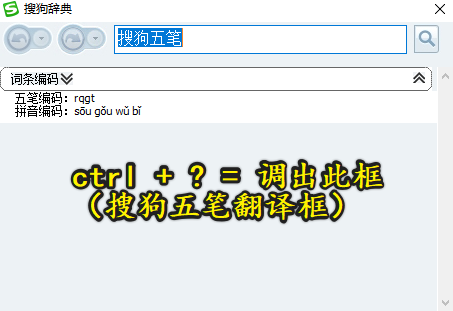 搜狗辞典
搜狗五笔
词条编码
五笔编码：rqgt
拼音编码：sōu gǒu wǔ bǐ
ctrl + ? = 调出此框
（搜狗五笔翻译框）